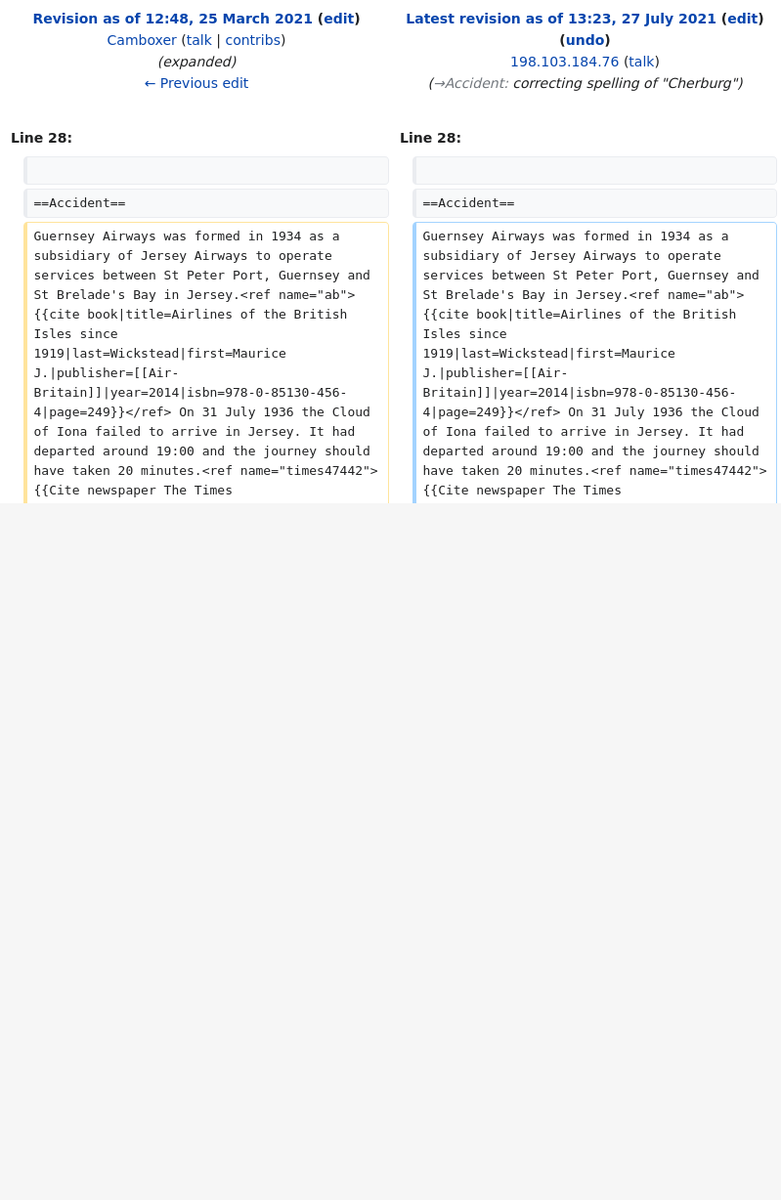 Revision as of 12:48, 25 March 2021 (edit)
Camboxer (talk | contribs)
(expanded)
← Previous edit
Latest revision as of 13:23, 27 July 2021 (edit)
(undo)
198.103.184.76 (talk)
(→Accident: correcting spelling of "Cherburg")
Line 28:
Line 28:
==Accident==
==Accident==
Guernsey Airways was formed in 1934 as a
subsidiary of Jersey Airways to operate
services between St Peter Port, Guernsey and
St Brelade's Bay in Jersey.<ref name="ab">
{{cite book|title=Airlines of the British
Isles since
1919|last=Wickstead|first=Maurice
J.|publisher=[[Air-
Britain]]|year=2014|isbn=978-0-85130-456-
4|page=249}}</ref> On 31 July 1936 the Cloud
of Iona failed to arrive in Jersey. It had
departed around 19:00 and the journey should
have taken 20 minutes.<ref name="times47442">
{{Cite newspaper The Times
Guernsey Airways was formed in 1934 as a
subsidiary of Jersey Airways to operate
services between St Peter Port, Guernsey and
St Brelade's Bay in Jersey.<ref name="ab">
{{cite book|title=Airlines of the British
Isles since
1919|last=Wickstead|first=Maurice
J.|publisher=[[Air-
Britain]]|year=2014|isbn=978-0-85130-456-
4|page=249}}</ref> On 31 July 1936 the Cloud
of Iona failed to arrive in Jersey. It had
departed around 19:00 and the journey should
have taken 20 minutes.<ref name="times47442">
{{Cite newspaper The Times